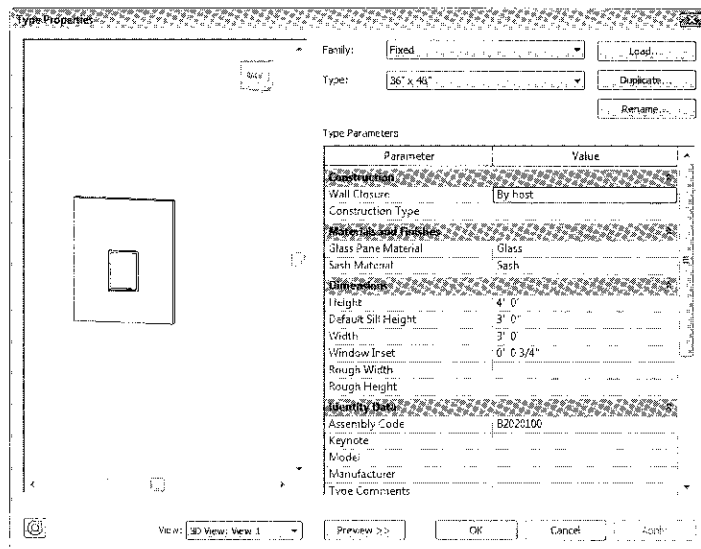 Type Properties
Family: Fixed Load...
Type: 36" x 48" Duplicate...
Rename...
BACK
Type Parameters
Parameter Value
Construction
Wall Closure By host
Construction Type
Materials and Finishes
Glass Pane Material Glass
Sash Material Sash
Dimensions
Height 4' 0"
Default Sill Height 3' 0"
Width 3' 0"
Window Inset 0' 0 3/4"
Rough Width
Rough Height
Identity Data
Assembly Code B2020100
Keynote
Model
Manufacturer
Type Comments
View: 3D View: View 1 Preview >> OK Cancel Apply